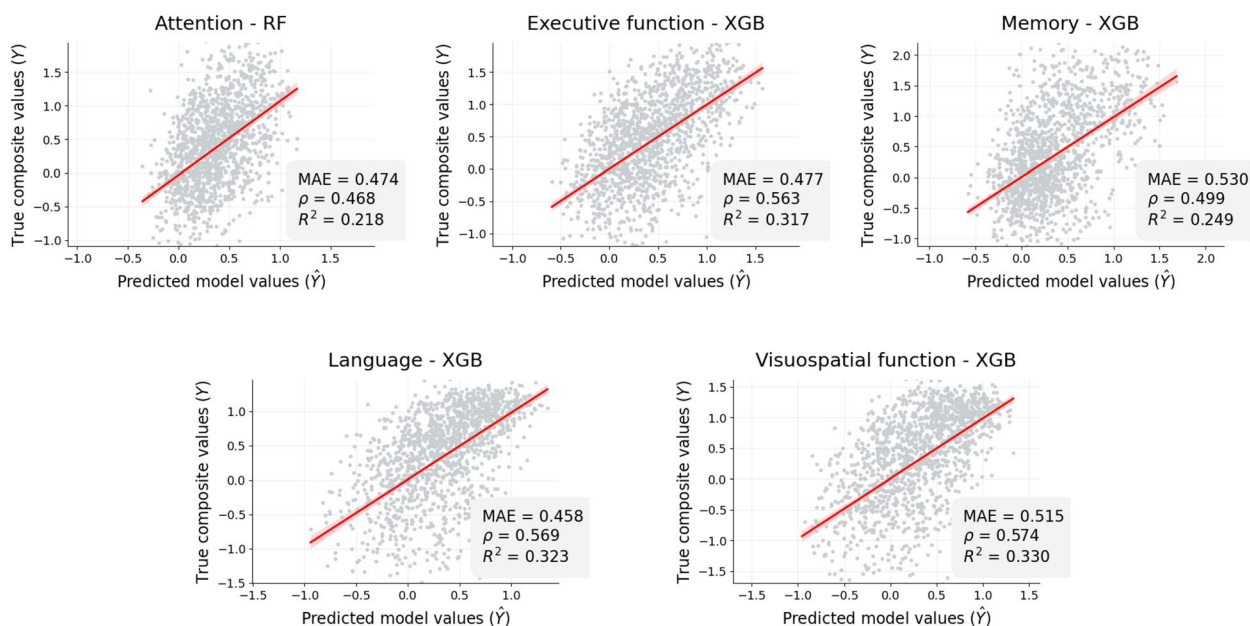 Attention - RF
True composite values (Y)
1.5
1.0
0.5
0.0
−0.5
−1.0
MAE = 0.474
ρ = 0.468
R² = 0.218
−1.0 −0.5 0.0 0.5 1.0 1.5
Predicted model values (Ŷ)
Executive function - XGB
True composite values (Y)
1.5
1.0
0.5
0.0
−0.5
−1.0
MAE = 0.477
ρ = 0.563
R² = 0.317
−1.0 −0.5 0.0 0.5 1.0 1.5
Predicted model values (Ŷ)
Memory - XGB
True composite values (Y)
2.0
1.5
1.0
0.5
0.0
−0.5
−1.0
MAE = 0.530
ρ = 0.499
R² = 0.249
−1.0 −0.5 0.0 0.5 1.0 1.5 2.0
Predicted model values (Ŷ)
Language - XGB
True composite values (Y)
1.0
0.5
0.0
−0.5
−1.0
−1.5
MAE = 0.458
ρ = 0.569
R² = 0.323
−1.5 −1.0 −0.5 0.0 0.5 1.0
Predicted model values (Ŷ)
Visuospatial function - XGB
True composite values (Y)
1.5
1.0
0.5
0.0
−0.5
−1.0
−1.5
MAE = 0.515
ρ = 0.574
R² = 0.330
−1.5 −1.0 −0.5 0.0 0.5 1.0 1.5
Predicted model values (Ŷ)